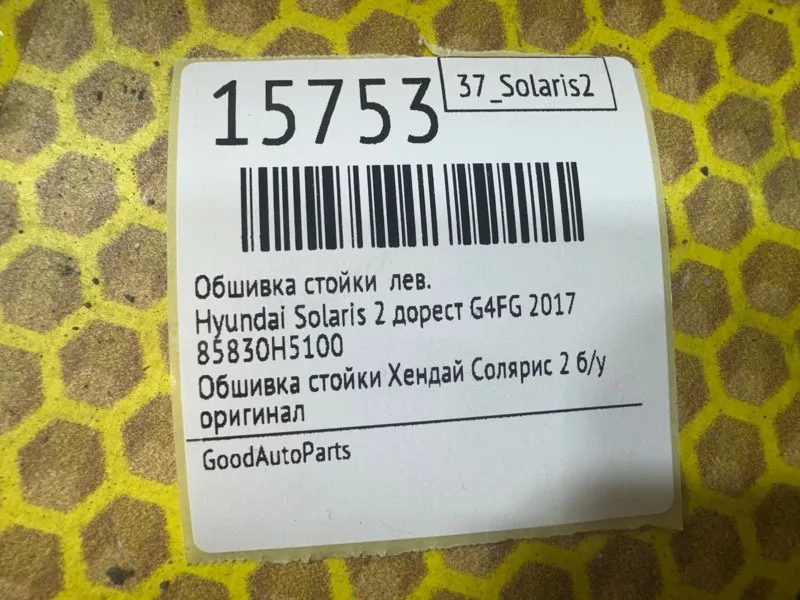 15753
37_Solaris2
Обшивка стойки лев.
Hyundai Solaris 2 дорест G4FG 2017
85830H5100
Обшивка стойки Хендай Солярис 2 б/у
оригинал
GoodAutoParts